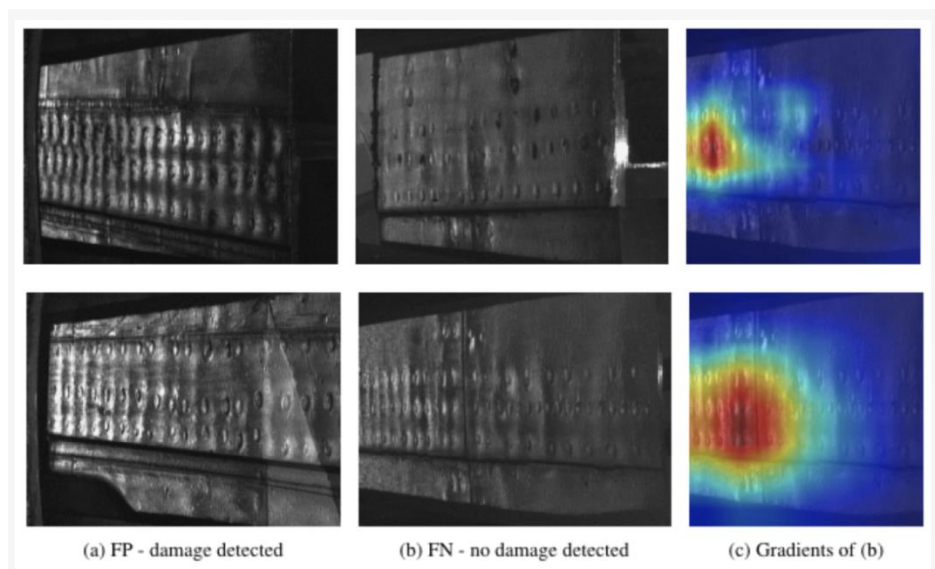 (a) FP - damage detected
(b) FN - no damage detected
(c) Gradients of (b)